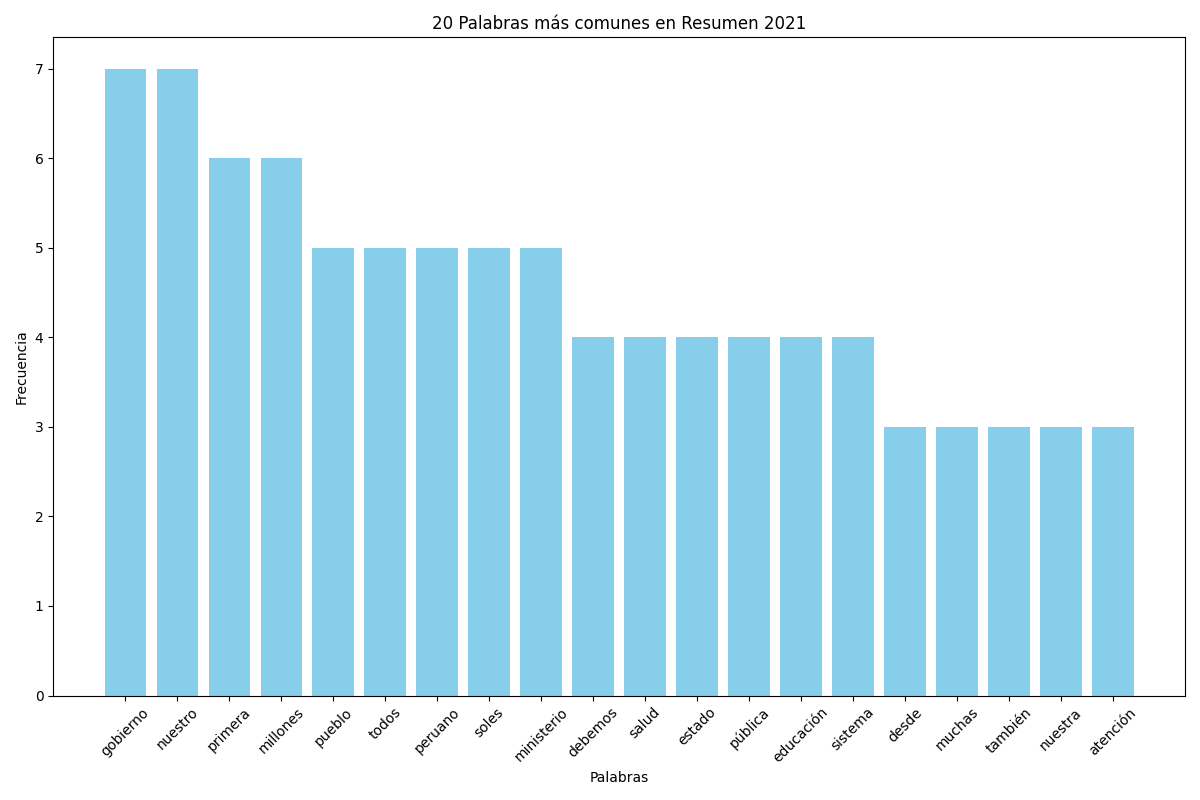 20 Palabras más comunes en Resumen 2021
Frecuencia
7
6
5
4
3
2
1
0
gobierno
nuestro
primera
millones
pueblo
todos
peruano
soles
ministerio
debemos
salud
estado
pública
educación
sistema
desde
muchas
también
nuestra
atención
Palabras